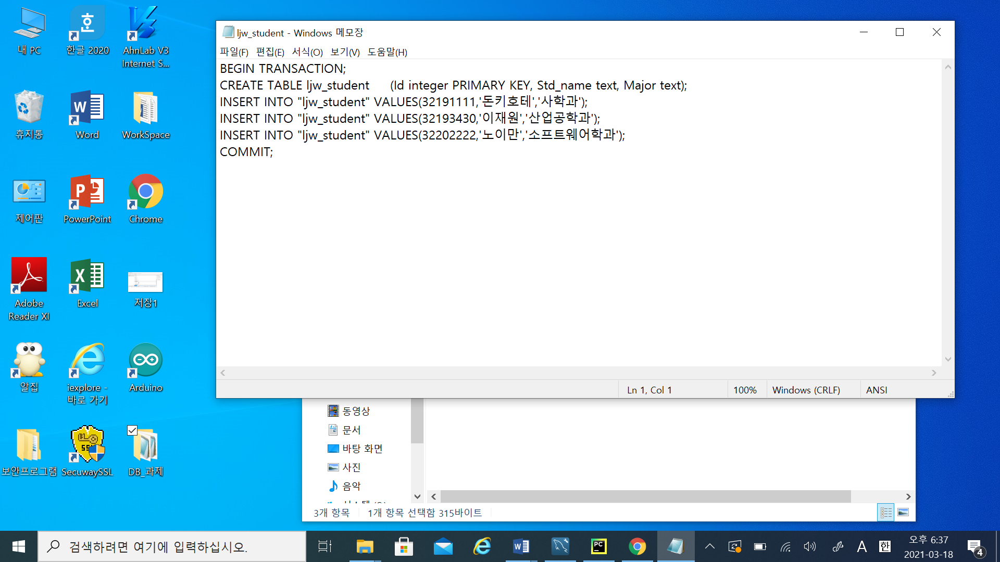 내 PC
한글 2020
AhnLab V3
Internet S...
휴지통
Word
WorkSpace
제어판
PowerPoint
Chrome
Adobe
Reader XI
Excel
저장1
알집
iexplore -
바로 가기
Arduino
보안프로그램
SecuwaySSL
DB_과제
ljw_student - Windows 메모장
파일(F) 편집(E) 서식(O) 보기(V) 도움말(H)
BEGIN TRANSACTION;
CREATE TABLE ljw_student     (Id integer PRIMARY KEY, Std_name text, Major text);
INSERT INTO "ljw_student" VALUES(32191111,'돈키호테','사학과');
INSERT INTO "ljw_student" VALUES(32193430,'이재원','산업공학과');
INSERT INTO "ljw_student" VALUES(32202222,'노이만','소프트웨어학과');
COMMIT;
Ln 1, Col 1
100%
Windows (CRLF)
ANSI
동영상
문서
바탕 화면
사진
음악
3개 항목
1개 항목 선택함 315바이트
검색하려면 여기에 입력하십시오.
A
한
오후 6:37
2021-03-18
4